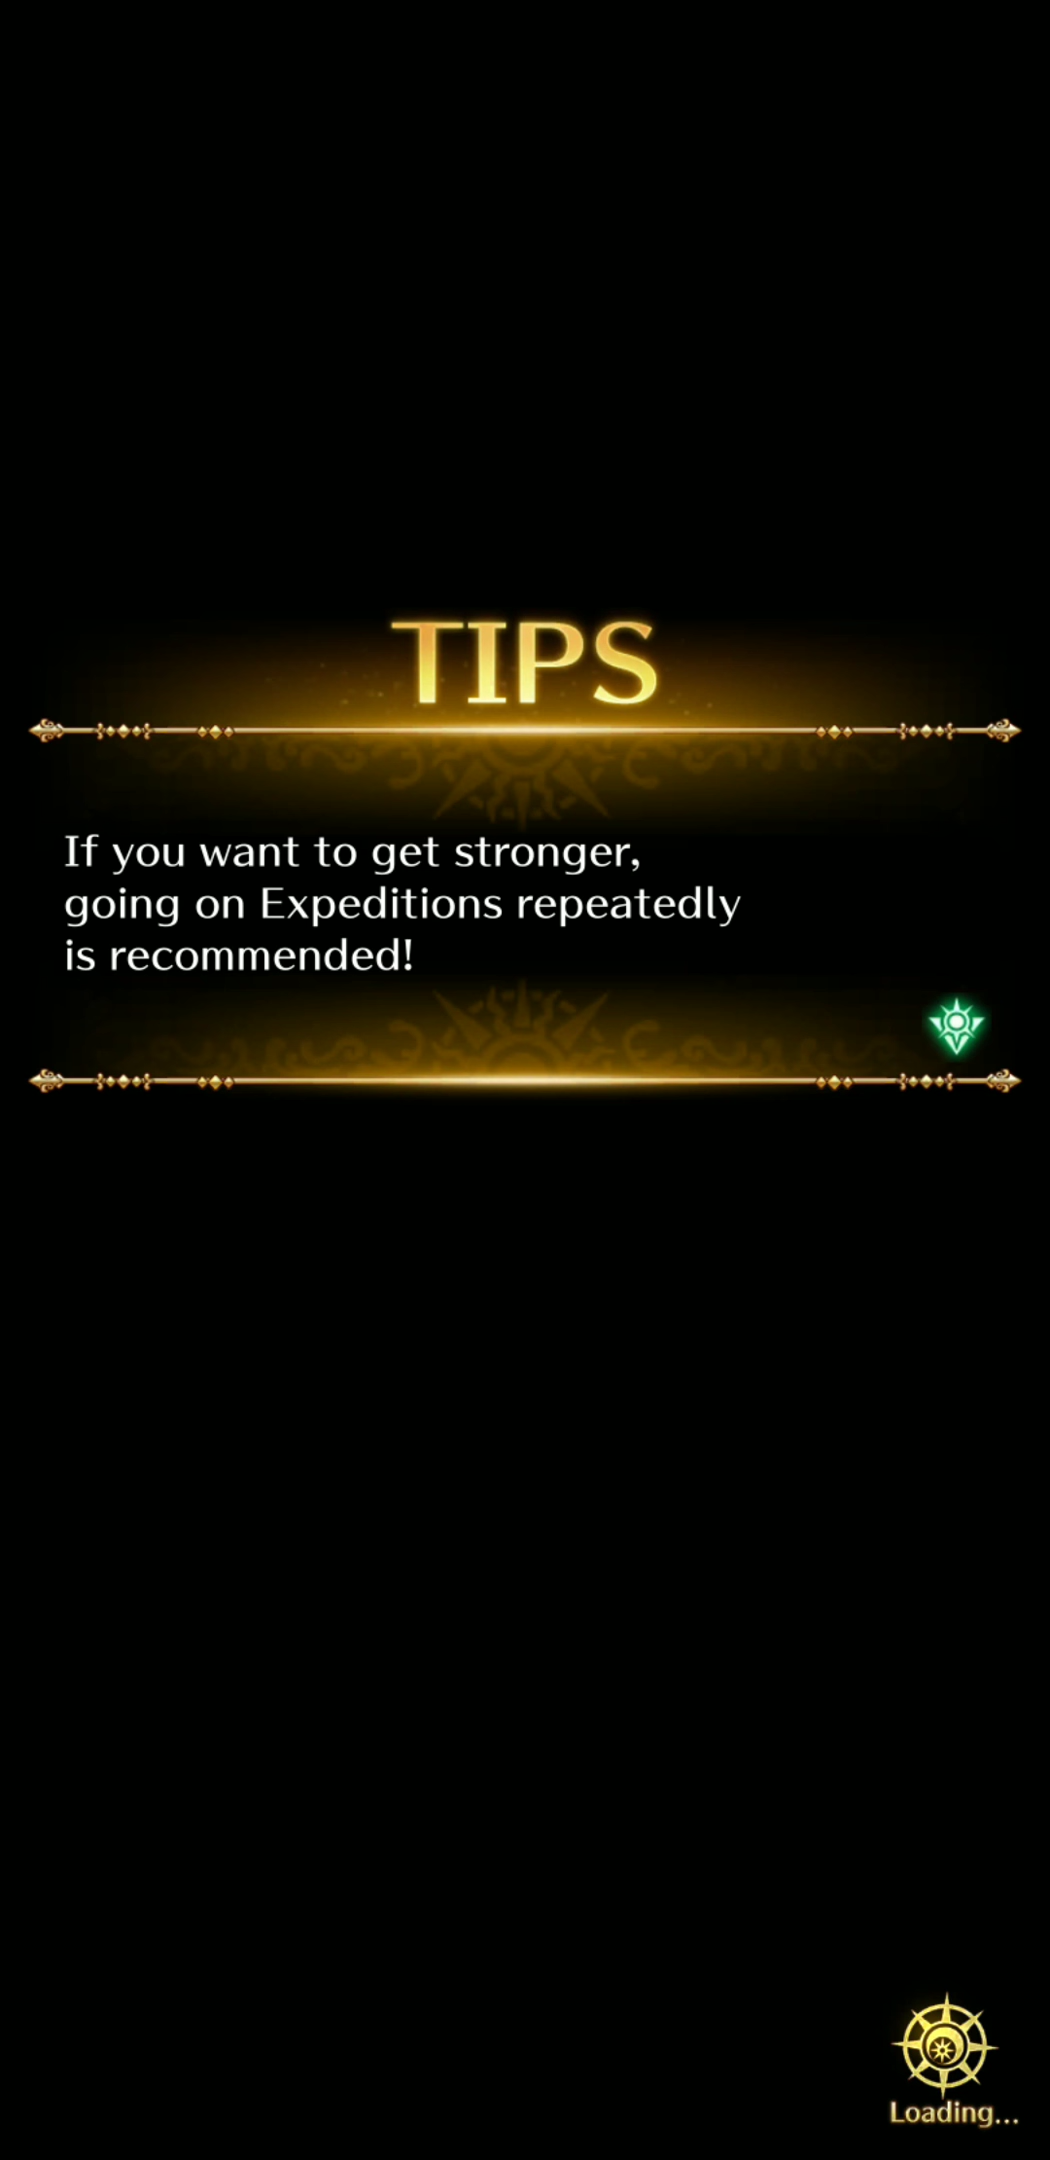 TIPS
If you want to get stronger,
going on Expeditions repeatedly
is recommended!
Loading...